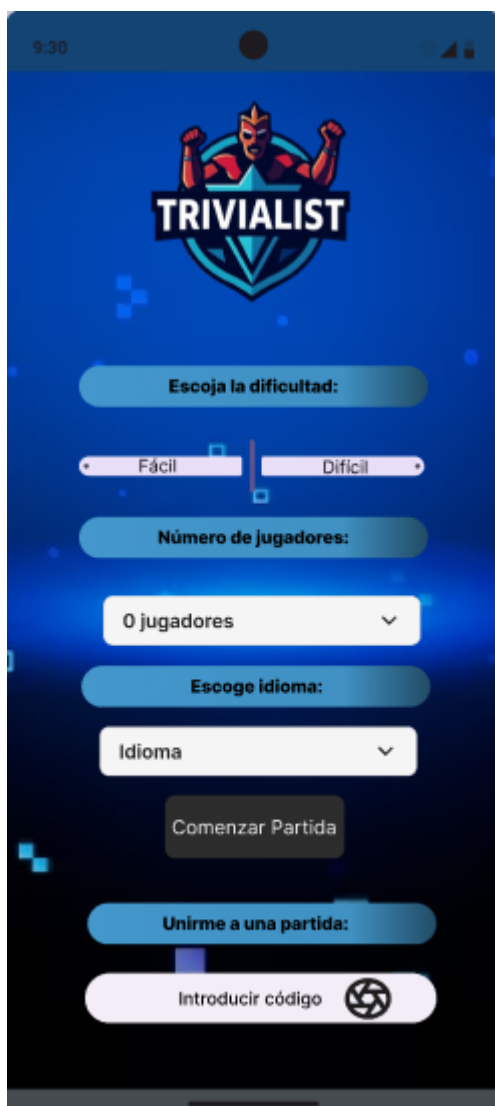 9:30
TRIVIALIST
Escoja la dificultad:
Fácil Difícil
Número de jugadores:
0 jugadores
Escoge idioma:
Idioma
Comenzar Partida
Unirme a una partida:
Introducir código